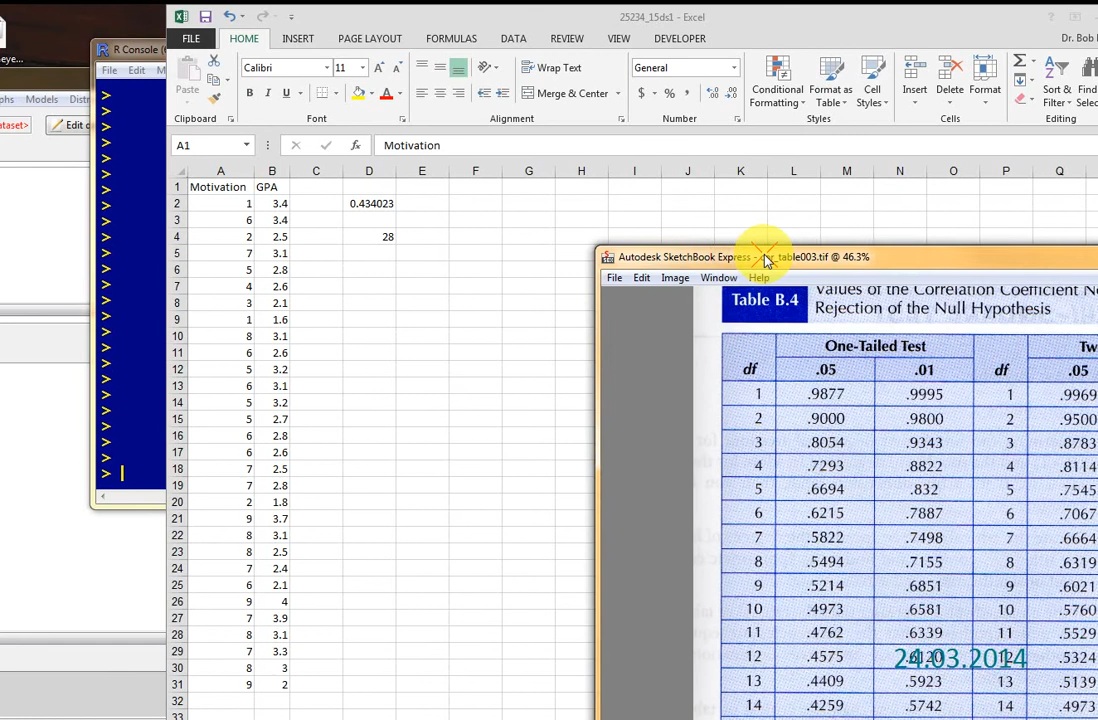 25234_15ds1 - Excel
FILE HOME INSERT PAGE LAYOUT FORMULAS DATA REVIEW VIEW DEVELOPER Dr. Bob
R Console
File Edit
Models
Edit
Paste
Calibri 11
Wrap Text
Merge & Center
General
$ % ,
Conditional Formatting
Format as Table
Cell Styles
Insert Delete Format
Sort & Filter
Clipboard Font Alignment Number Styles Cells Editing
A1 fx Motivation
A B C D E F G H I J K L M N O P Q
1 Motivation GPA
2 1 3.4 0.434023
3 6 3.4
4 2 2.5 28
5 7 3.1
6 5 2.8
7 4 2.6
8 3 2.1
9 1 1.6
10 8 3.1
11 6 2.6
12 5 3.2
13 6 3.1
14 5 3.2
15 5 2.7
16 6 2.8
17 6 2.6
18 7 2.5
19 7 2.8
20 2 1.8
21 9 3.7
22 8 3.1
23 8 2.5
24 7 2.4
25 6 2.1
26 9 4
27 7 3.9
28 8 3.1
29 7 3.3
30 8 3
31 9 2
32
33
Autodesk SketchBook Express - table003.tif @ 46.3%
File Edit Image Window Help
Table B.4
Values of the Correlation Coefficient
Rejection of the Null Hypothesis
One-Tailed Test
df .05 .01 df .05
1 .9877 .9995 1 .9969
2 .9000 .9800 2 .9500
3 .8054 .9343 3 .8783
4 .7293 .8822 4 .8114
5 .6694 .832 5 .7545
6 .6215 .7887 6 .7067
7 .5822 .7498 7 .6664
8 .5494 .7155 8 .6319
9 .5214 .6851 9 .6021
10 .4973 .6581 10 .5760
11 .4762 .6339 11 .5529
12 .4575 .6120 12 .5324
13 .4409 .5923 13 .5139
14 .4259 .5742 14 .4973
24.03.2014